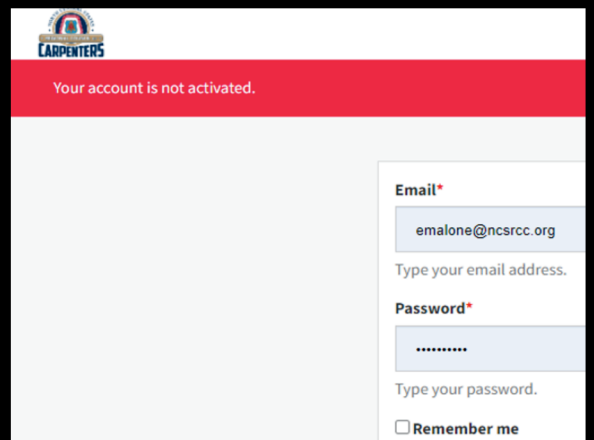 CARPENTERS
Your account is not activated.
Email*
emalone@ncsrcc.org
Type your email address.
Password*
••••••••••
Type your password.
Remember me